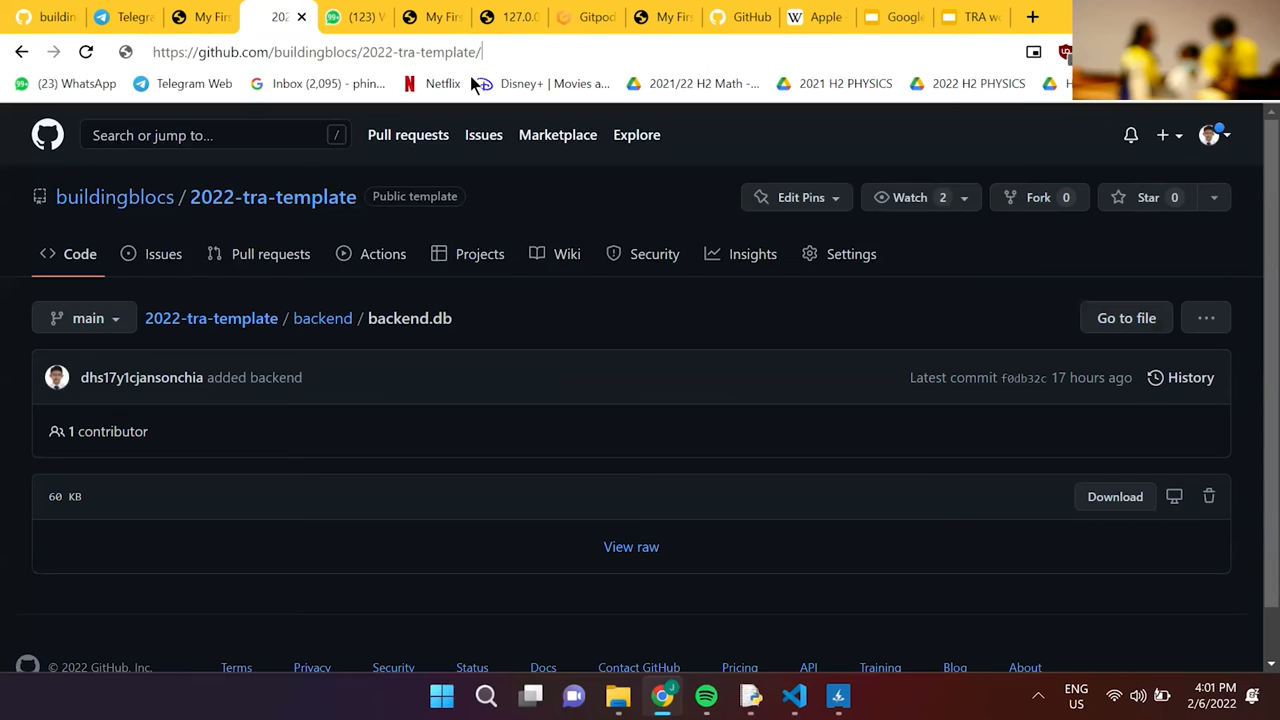 buildin
Telegra
My Firs
202
(123) W
My Firs
127.0.0
Gitpod
My Firs
GitHub
Apple
Google
TRA wo
https://github.com/buildingblocs/2022-tra-template/
(23) WhatsApp
Telegram Web
Inbox (2,095) - phin...
Netflix
Disney+ | Movies a...
2021/22 H2 Math -...
2021 H2 PHYSICS
2022 H2 PHYSICS
H
Search or jump to...
/
Pull requests
Issues
Marketplace
Explore
buildingblocs / 2022-tra-template
Public template
Edit Pins
Watch 2
Fork 0
Star 0
Code
Issues
Pull requests
Actions
Projects
Wiki
Security
Insights
Settings
main
2022-tra-template / backend / backend.db
Go to file
...
dhs17y1cjansonchia added backend
Latest commit f0db32c 17 hours ago
History
1 contributor
60 KB
Download
View raw
© 2022 GitHub, Inc.
Terms
Privacy
Security
Status
Docs
Contact GitHub
Pricing
API
Training
Blog
About
ENG
US
4:01 PM
2/6/2022